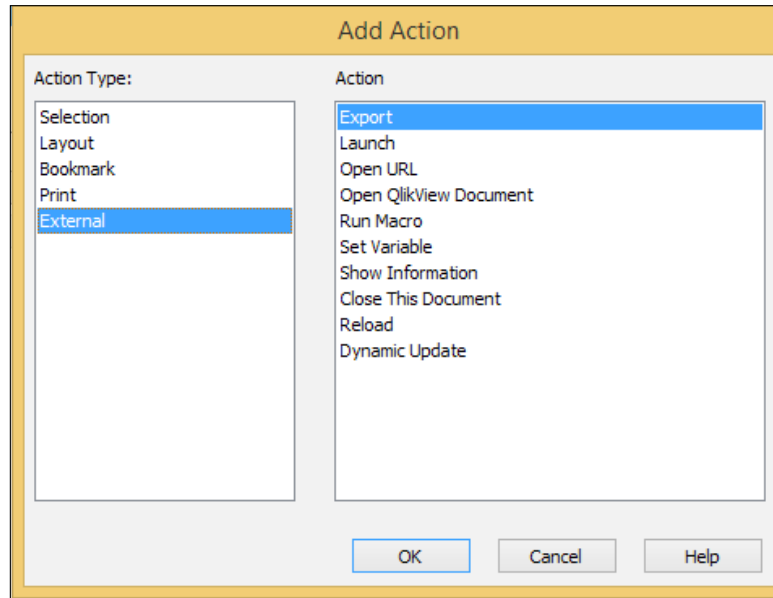 Add Action
Action Type:
Selection
Layout
Bookmark
Print
External
Action
Export
Launch
Open URL
Open QlikView Document
Run Macro
Set Variable
Show Information
Close This Document
Reload
Dynamic Update
OK
Cancel
Help